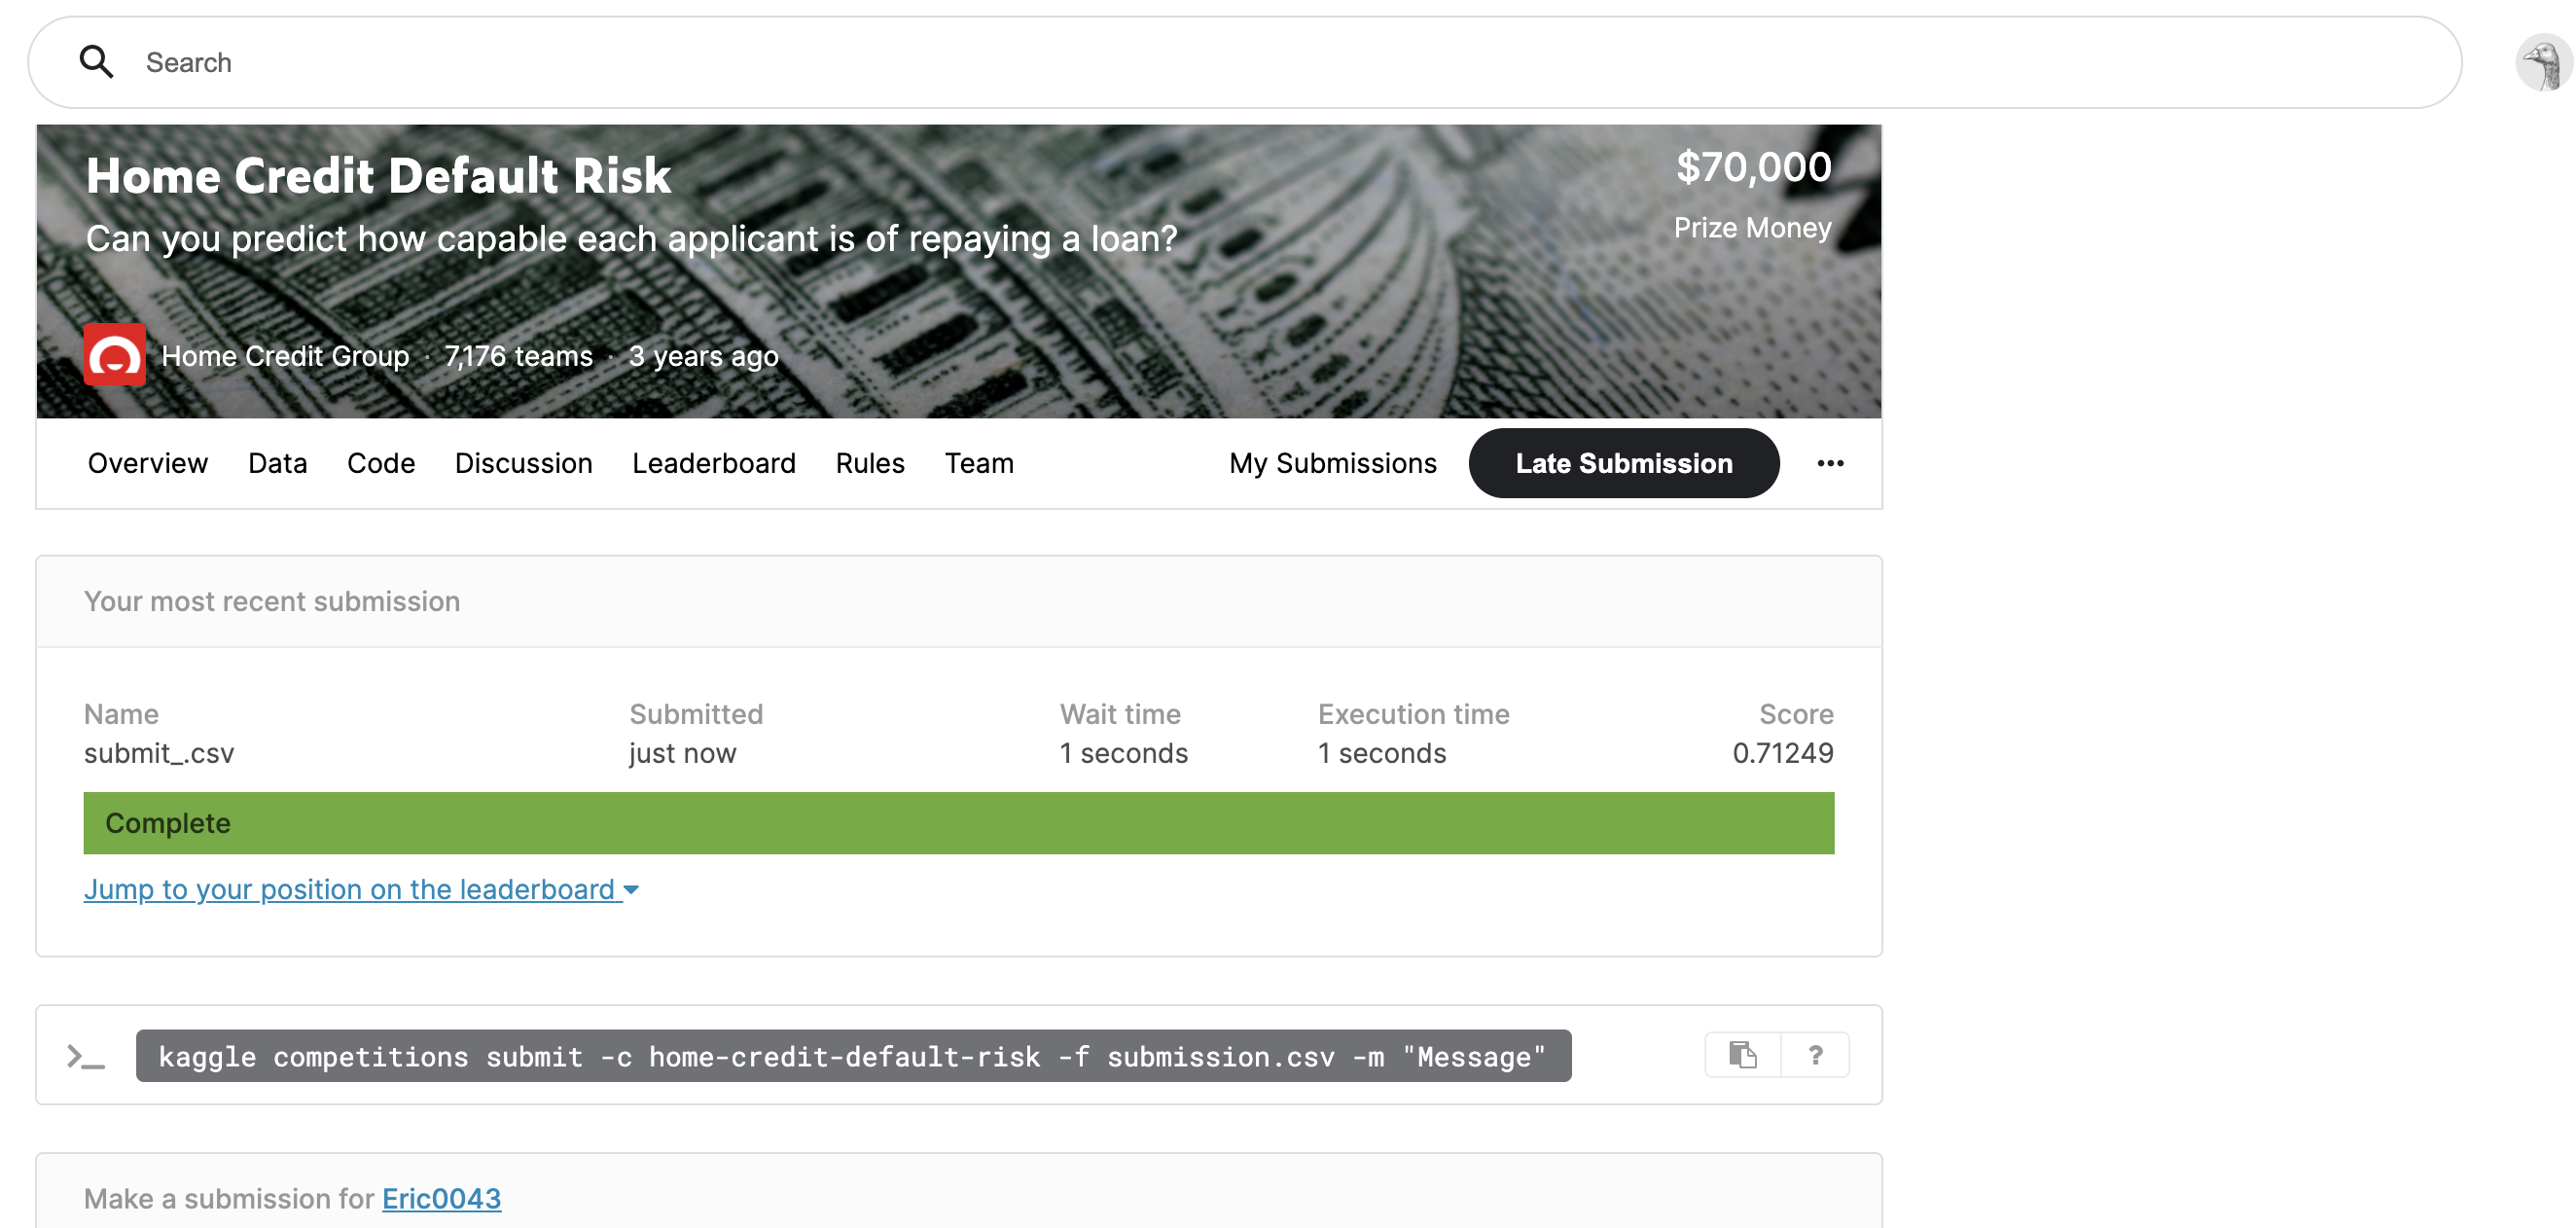 Search
Home Credit Default Risk
$70,000
Can you predict how capable each applicant is of repaying a loan?
Prize Money
Home Credit Group · 7,176 teams · 3 years ago
Overview Data Code Discussion Leaderboard Rules Team My Submissions Late Submission •••
Your most recent submission
Name Submitted Wait time Execution time Score
submit_.csv just now 1 seconds 1 seconds 0.71249
Complete
Jump to your position on the leaderboard
>_ kaggle competitions submit -c home-credit-default-risk -f submission.csv -m "Message" ?
Make a submission for Eric0043